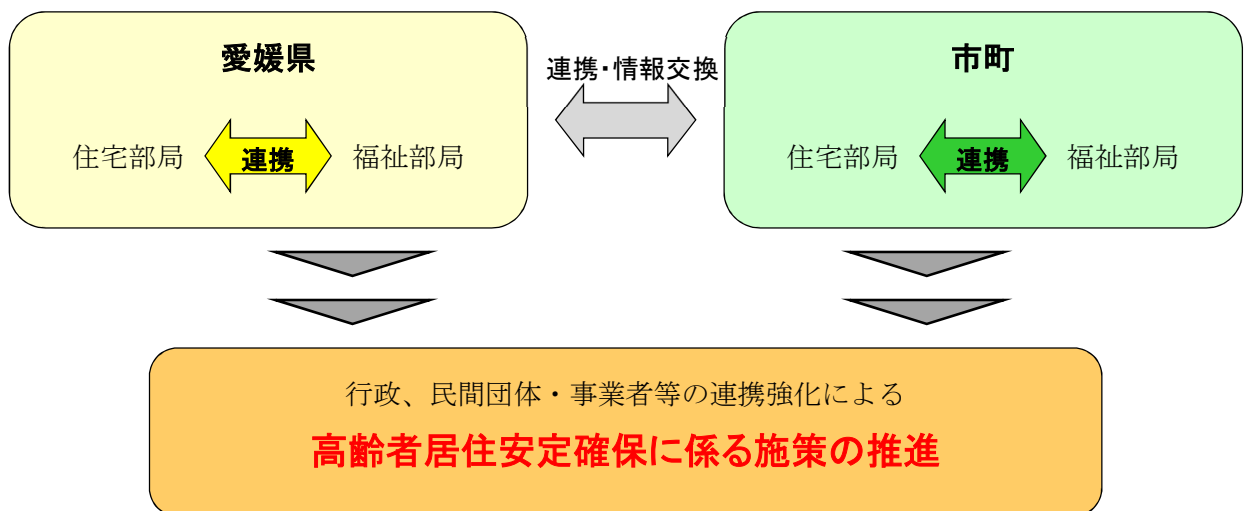 愛媛県
住宅部局
連携
福祉部局
連携・情報交換
市町
住宅部局
連携
福祉部局
行政、民間団体・事業者等の連携強化による
高齢者居住安定確保に係る施策の推進